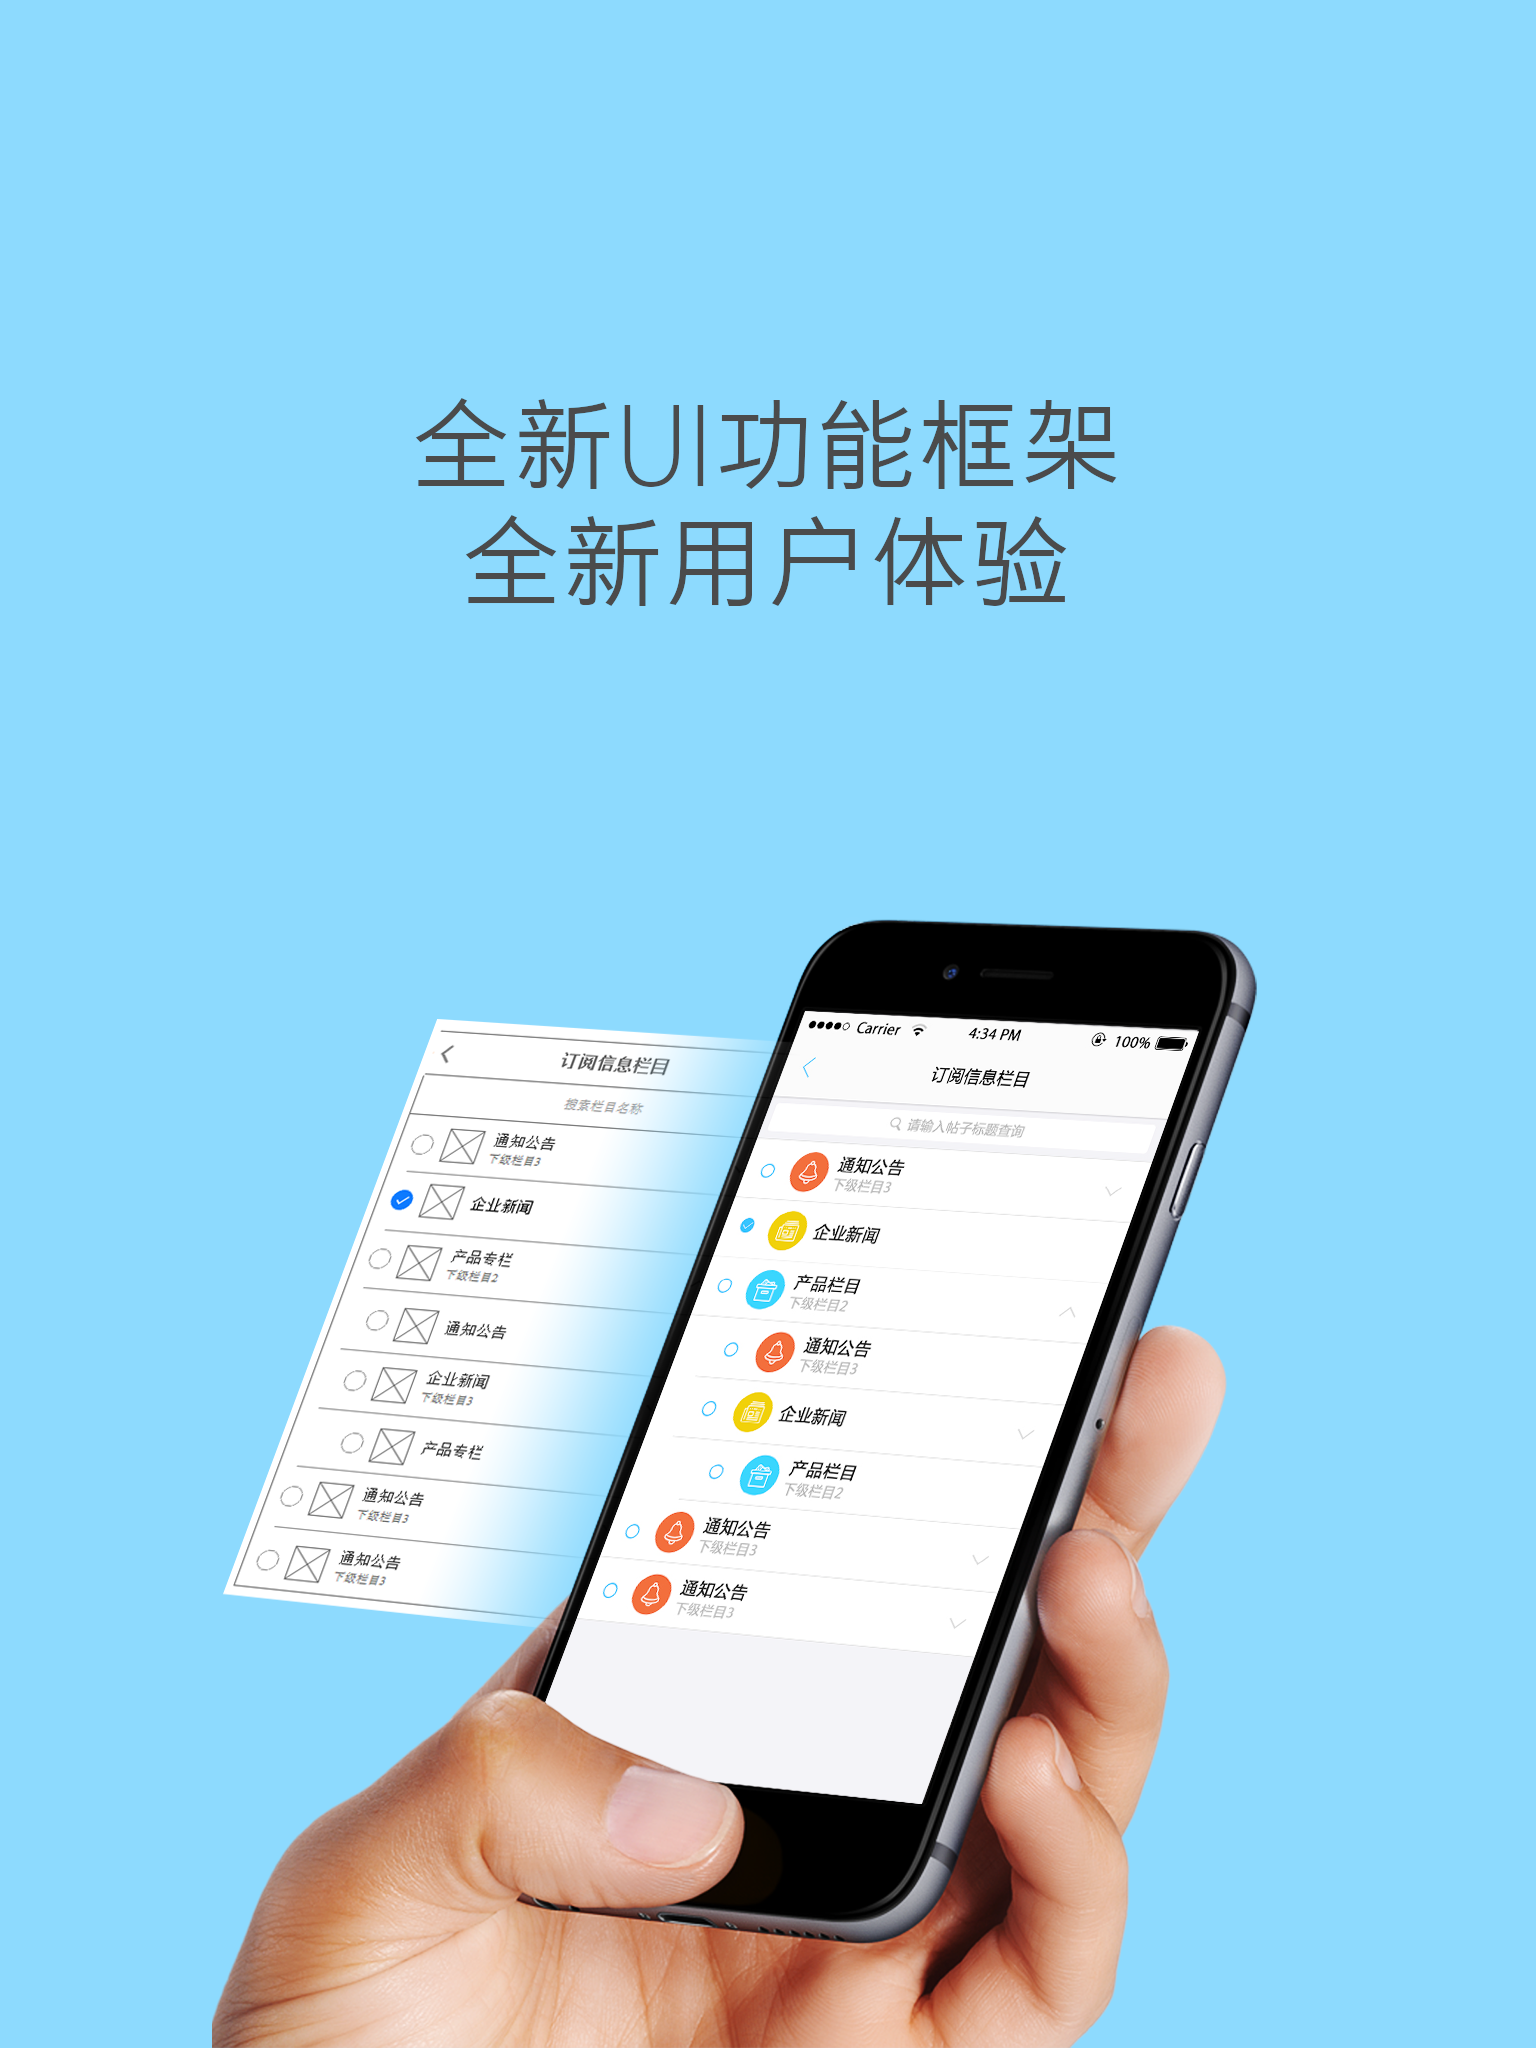 全新UI功能框架
全新用户体验
订阅信息栏目
搜索栏目名称
通知公告
下级栏目3
企业新闻
产品专栏
下级栏目2
通知公告
企业新闻
下级栏目3
产品专栏
通知公告
下级栏目3
通知公告
下级栏目3
Carrier 4:34 PM 100%
订阅信息栏目
请输入帖子标题查询
通知公告
下级栏目3
企业新闻
产品栏目
下级栏目2
通知公告
下级栏目3
企业新闻
产品栏目
下级栏目2
通知公告
下级栏目3
通知公告
下级栏目3